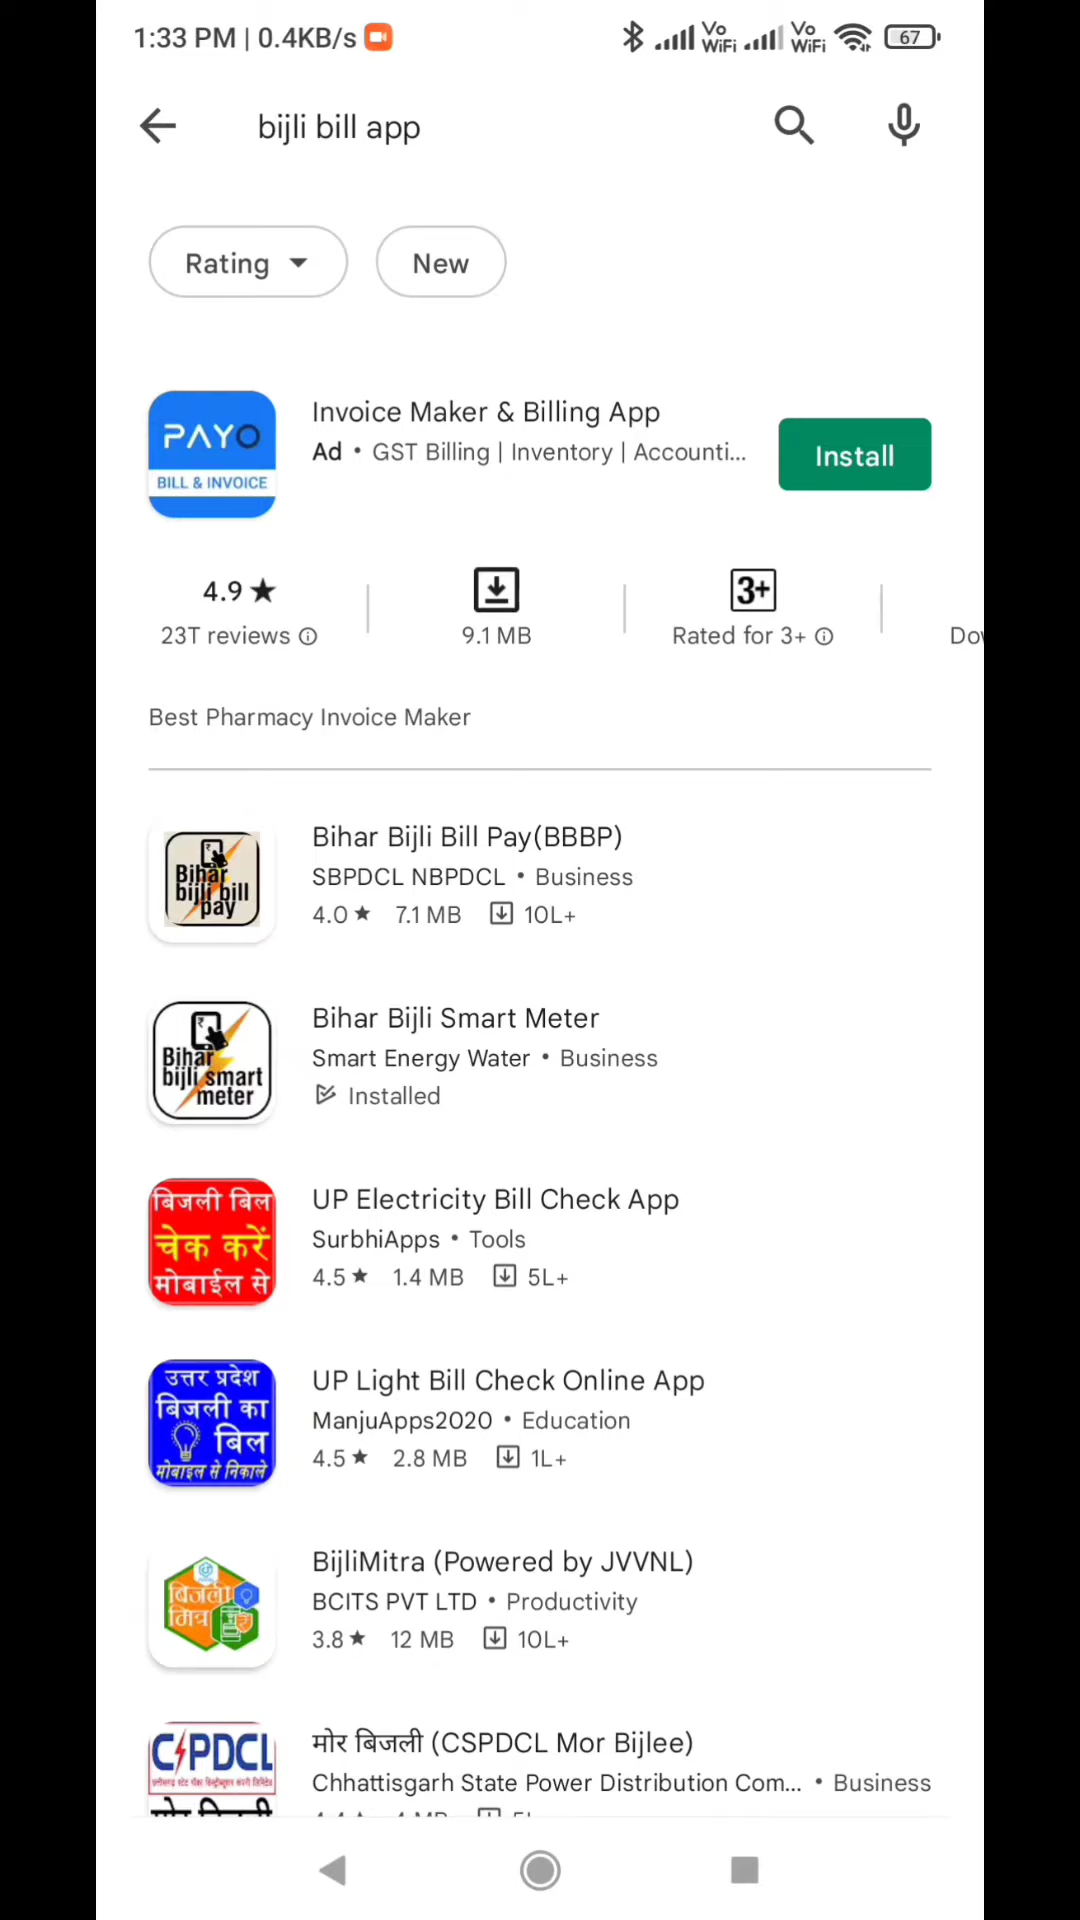 1:33 PM | 0.4KB/s
Vo WiFi
Vo WiFi
67
bijli bill app
Rating
New
PAYO
BILL & INVOICE
Invoice Maker & Billing App
Ad • GST Billing | Inventory | Accounti...
Install
4.9 ★
23T reviews
9.1 MB
3+
Rated for 3+
Best Pharmacy Invoice Maker
Bihar
bijli bill
pay
Bihar Bijli Bill Pay(BBBP)
SBPDCL NBPDCL • Business
4.0 ★ 7.1 MB 10L+
Bihar
bijli smart
meter
Bihar Bijli Smart Meter
Smart Energy Water • Business
Installed
बिजली बिल
चेक करें
मोबाईल से
UP Electricity Bill Check App
SurbhiApps • Tools
4.5 ★ 1.4 MB 5L+
उत्तर प्रदेश
बिजली का
बिल
मोबाइल से निकाले
UP Light Bill Check Online App
ManjuApps2020 • Education
4.5 ★ 2.8 MB 1L+
बिजली
मित्र
BijliMitra (Powered by JVVNL)
BCITS PVT LTD • Productivity
3.8 ★ 12 MB 10L+
CSPDCL
मोर बिजली (CSPDCL Mor Bijlee)
Chhattisgarh State Power Distribution Com... • Business